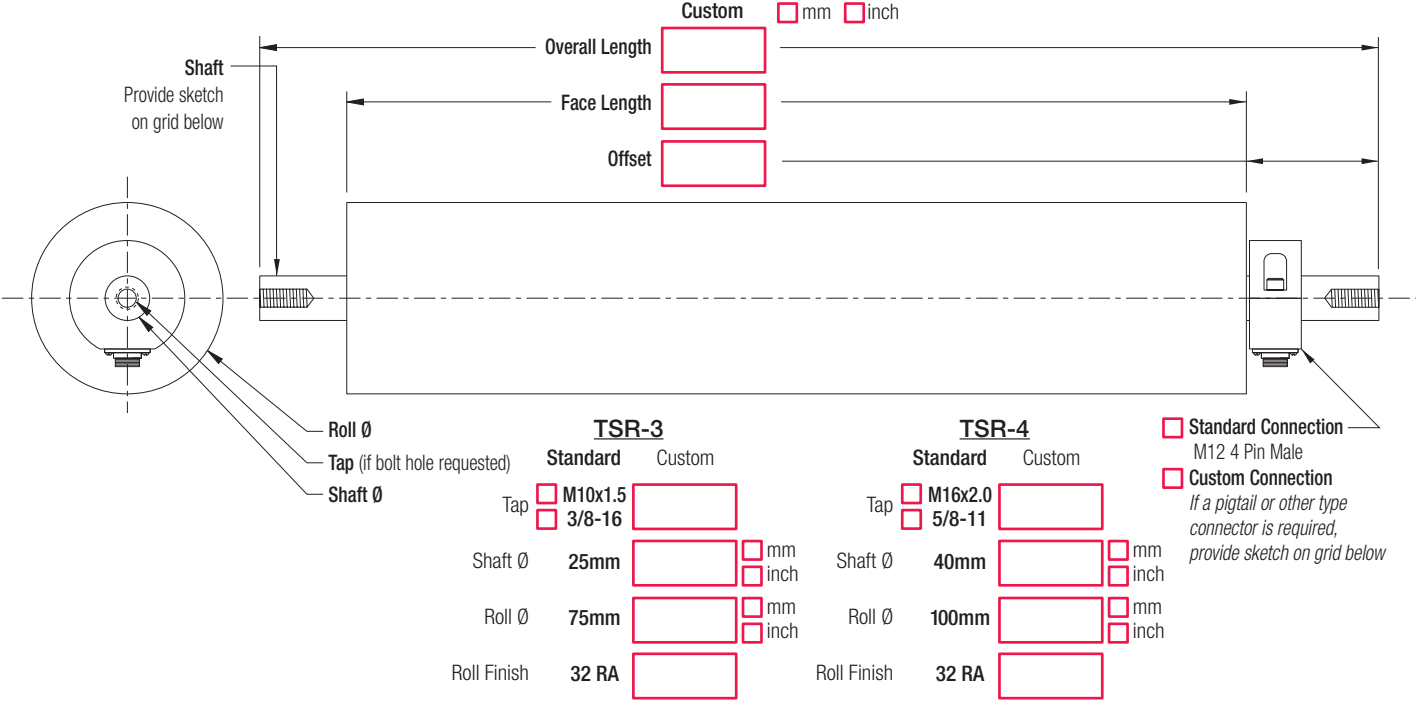 Custom mm inch
Overall Length
Shaft
Provide sketch
on grid below
Face Length
Offset
Roll Ø
Tap (if bolt hole requested)
Shaft Ø
TSR-3
Standard Custom
Tap M10x1.5
3/8-16
Shaft Ø 25mm mm
inch
Roll Ø 75mm mm
inch
Roll Finish 32 RA
TSR-4
Standard Custom
Tap M16x2.0
5/8-11
Shaft Ø 40mm mm
inch
Roll Ø 100mm mm
inch
Roll Finish 32 RA
Standard Connection
M12 4 Pin Male
Custom Connection
If a pigtail or other type
connector is required,
provide sketch on grid below